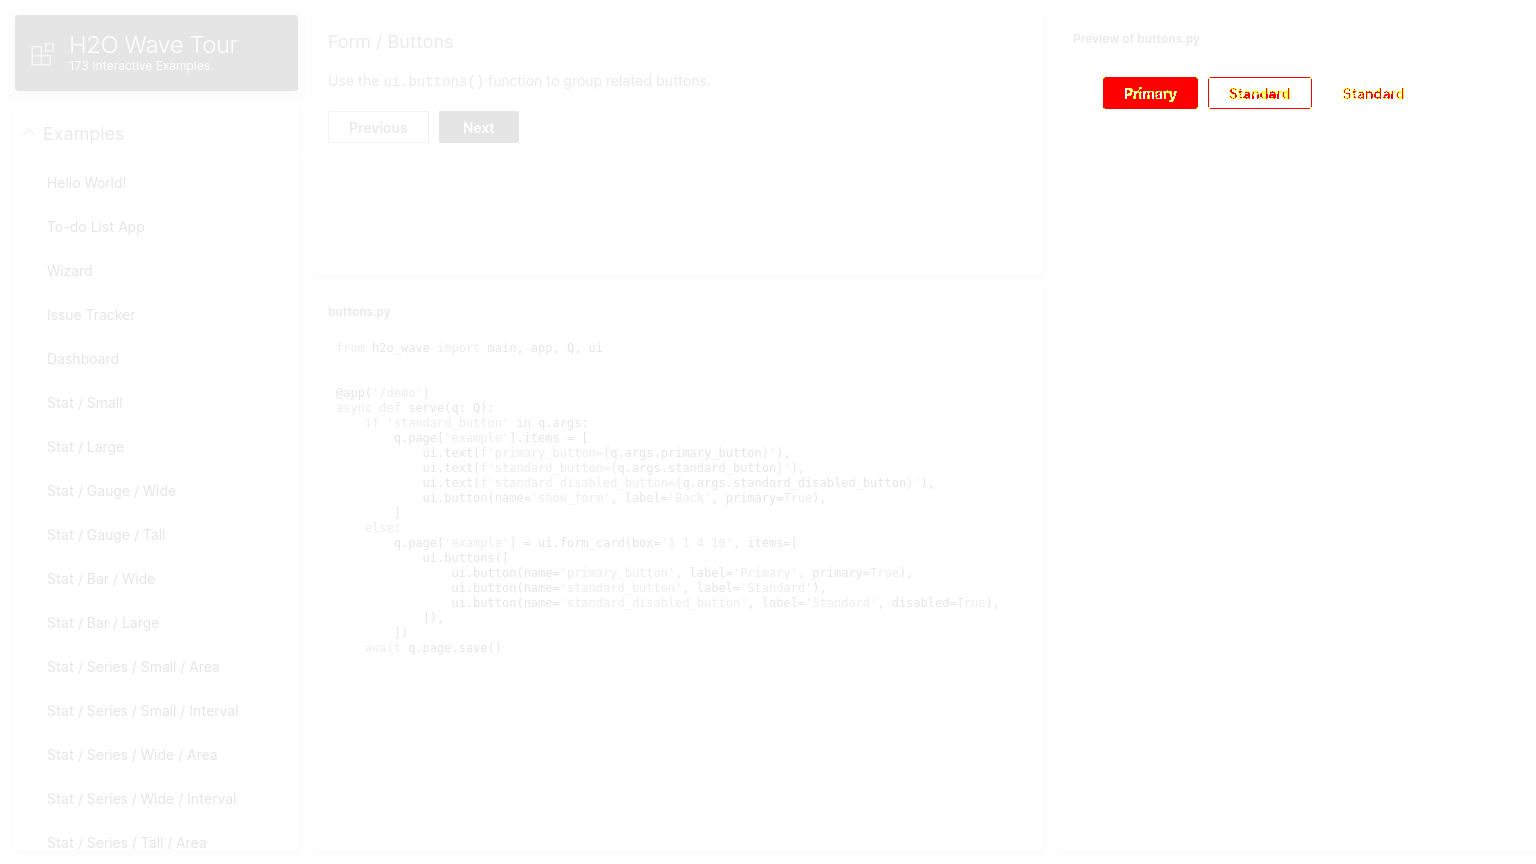 H2O Wave Tour
173 Interactive Examples
Examples
Hello World!
To-do List App
Wizard
Issue Tracker
Dashboard
Stat / Small
Stat / Large
Stat / Gauge / Wide
Stat / Gauge / Tall
Stat / Bar / Wide
Stat / Bar / Large
Stat / Series / Small / Area
Stat / Series / Small / Interval
Stat / Series / Wide / Area
Stat / Series / Wide / Interval
Stat / Series / Tall / Area
Form / Buttons
Use the ui.buttons() function to group related buttons.
Previous Next
buttons.py
from h2o_wave import main, app, Q, ui
@app('/demo')
async def serve(q: Q):
    if 'standard_button' in q.args:
        q.page['example'].items = [
            ui.text(f'primary_button={q.args.primary_button}'),
            ui.text(f'standard_button={q.args.standard_button}'),
            ui.text(f'standard_disabled_button={q.args.standard_disabled_button}'),
            ui.button(name='show_form', label='Back', primary=True),
        ]
    else:
        q.page['example'] = ui.form_card(box='1 1 4 10', items=[
            ui.buttons([
                ui.button(name='primary_button', label='Primary', primary=True),
                ui.button(name='standard_button', label='Standard'),
                ui.button(name='standard_disabled_button', label='Standard', disabled=True),
            ]),
        ])
    await q.page.save()
Preview of buttons.py
Primary Standard Standard